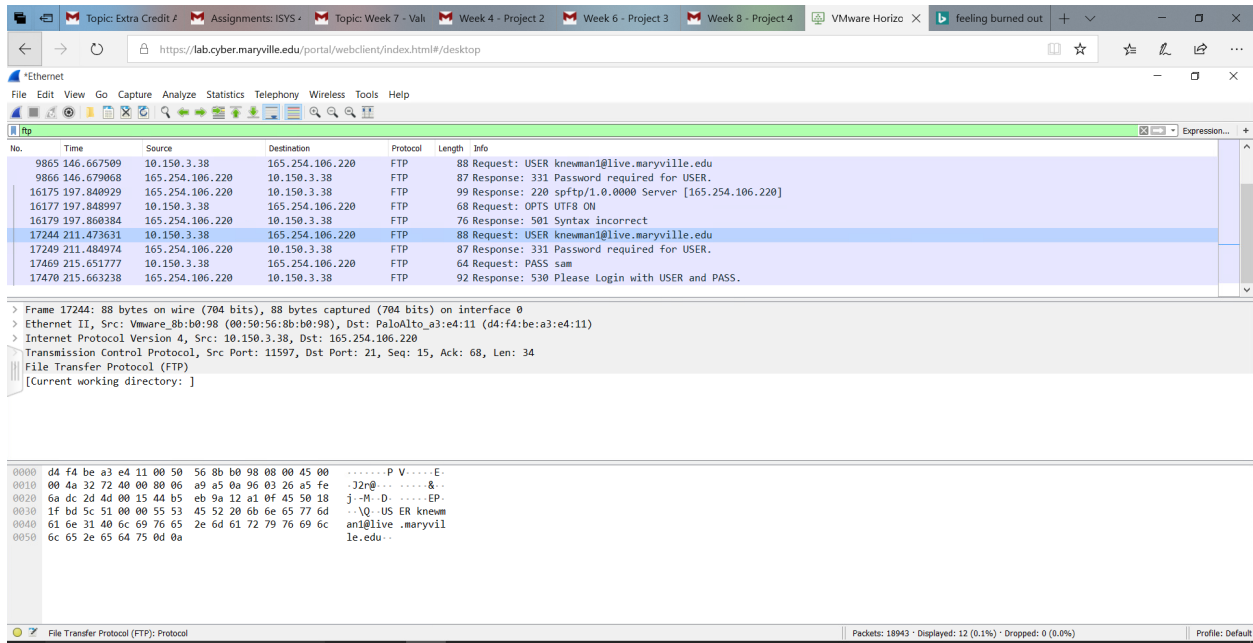 Topic: Extra Credit A
Assignments: ISYS 4
Topic: Week 7 - Valu
Week 4 - Project 2
Week 6 - Project 3
Week 8 - Project 4
VMware Horizo
feeling burned out
https://lab.cyber.maryville.edu/portal/webclient/index.html#/desktop
*Ethernet
File Edit View Go Capture Analyze Statistics Telephony Wireless Tools Help
ftp
Expression... +
No. Time Source Destination Protocol Length Info
9865 146.667509 10.150.3.38 165.254.106.220 FTP 88 Request: USER knewman1@live.maryville.edu
9866 146.679068 165.254.106.220 10.150.3.38 FTP 87 Response: 331 Password required for USER.
16175 197.840929 165.254.106.220 10.150.3.38 FTP 99 Response: 220 spftp/1.0.0000 Server [165.254.106.220]
16177 197.848997 10.150.3.38 165.254.106.220 FTP 68 Request: OPTS UTF8 ON
16179 197.860384 165.254.106.220 10.150.3.38 FTP 76 Response: 501 Syntax incorrect
17244 211.473631 10.150.3.38 165.254.106.220 FTP 88 Request: USER knewman1@live.maryville.edu
17249 211.484974 165.254.106.220 10.150.3.38 FTP 87 Response: 331 Password required for USER.
17469 215.651777 10.150.3.38 165.254.106.220 FTP 64 Request: PASS sam
17470 215.663238 165.254.106.220 10.150.3.38 FTP 92 Response: 530 Please Login with USER and PASS.
> Frame 17244: 88 bytes on wire (704 bits), 88 bytes captured (704 bits) on interface 0
> Ethernet II, Src: Vmware_8b:b0:98 (00:50:56:8b:b0:98), Dst: PaloAlto_a3:e4:11 (d4:f4:be:a3:e4:11)
> Internet Protocol Version 4, Src: 10.150.3.38, Dst: 165.254.106.220
Transmission Control Protocol, Src Port: 11597, Dst Port: 21, Seq: 15, Ack: 68, Len: 34
File Transfer Protocol (FTP)
[Current working directory: ]
0000 d4 f4 be a3 e4 11 00 50 56 8b b0 98 08 00 45 00 ·······P V·····E·
0010 00 4a 32 72 40 00 80 06 a9 a5 0a 96 03 26 a5 fe ·J2r@··· ·····&··
0020 6a dc 2d 4d 00 15 44 b5 eb 9a 12 a1 0f 45 50 18 j·-M··D· ·····EP·
0030 1f bd 5c 51 00 00 55 53 45 52 20 6b 6e 65 77 6d ··\Q··US ER knewm
0040 61 6e 31 40 6c 69 76 65 2e 6d 61 72 79 76 69 6c an1@live .maryvil
0050 6c 65 2e 65 64 75 0d 0a le.edu··
File Transfer Protocol (FTP): Protocol
Packets: 18943 · Displayed: 12 (0.1%) · Dropped: 0 (0.0%)
Profile: Default